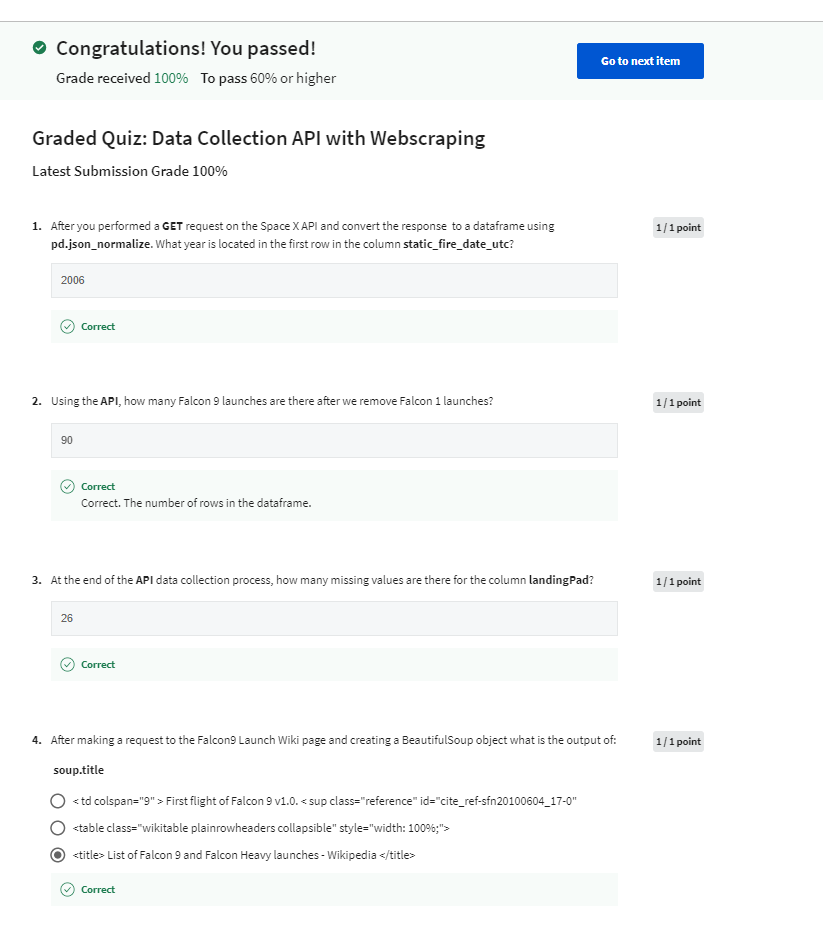 Congratulations! You passed!
Go to next item
Grade received 100% To pass 60% or higher
Graded Quiz: Data Collection API with Webscraping
Latest Submission Grade 100%
1. After you performed a GET request on the Space X API and convert the response to a dataframe using
1 / 1 point
pd.json_normalize. What year is located in the first row in the column static_fire_date_utc?
2006
Correct
2. Using the API, how many Falcon 9 launches are there after we remove Falcon 1 launches?
1 / 1 point
90
Correct
Correct. The number of rows in the dataframe.
3. At the end of the API data collection process, how many missing values are there for the column landingPad?
1 / 1 point
26
Correct
4. After making a request to the Falcon9 Launch Wiki page and creating a BeautifulSoup object what is the output of:
1 / 1 point
soup.title
< td colspan="9" > First flight of Falcon 9 v1.0. < sup class="reference" id="cite_ref-sfn20100604_17-0"
<table class="wikitable plainrowheaders collapsible" style="width: 100%;">
<title> List of Falcon 9 and Falcon Heavy launches - Wikipedia </title>
Correct